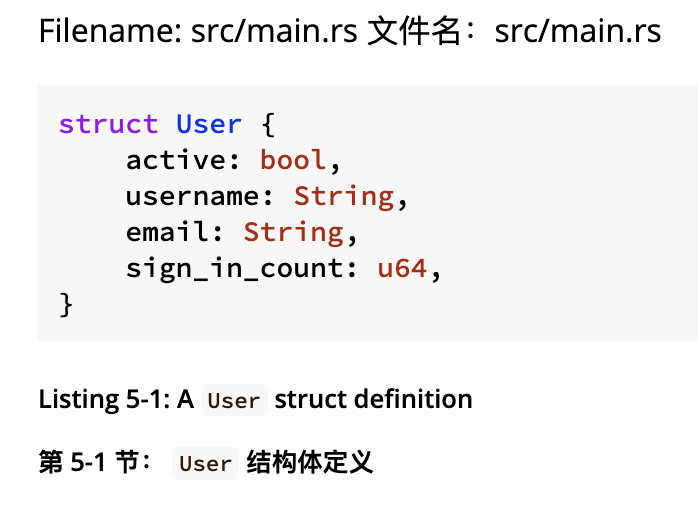 Filename: src/main.rs 文件名：src/main.rs
struct User {
    active: bool,
    username: String,
    email: String,
    sign_in_count: u64,
}
Listing 5-1: A User struct definition
第 5-1 节： User 结构体定义